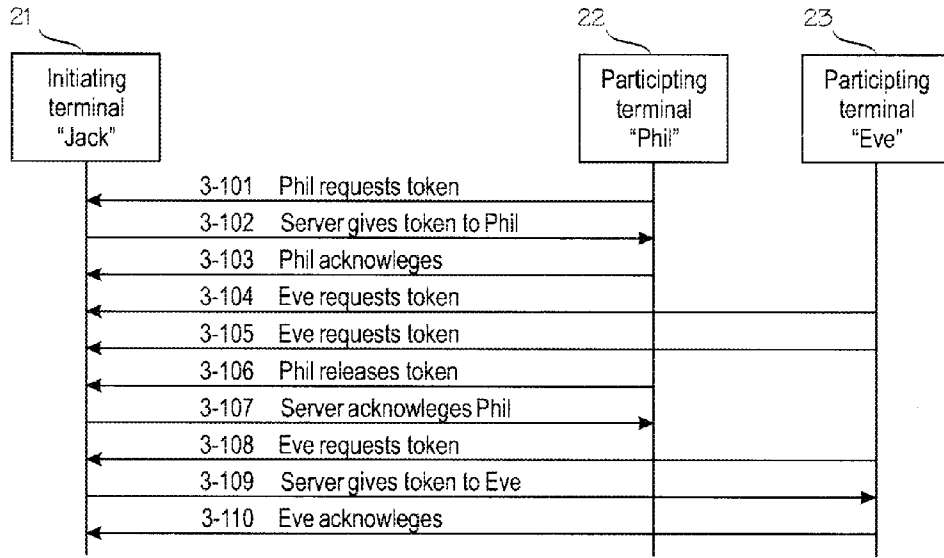 21
22
23
Initiating
terminal
"Jack"
Participting
terminal
"Phil"
Participting
terminal
"Eve"
3-101 Phil requests token
3-102 Server gives token to Phil
3-103 Phil acknowleges
3-104 Eve requests token
3-105 Eve requests token
3-106 Phil releases token
3-107 Server acknowleges Phil
3-108 Eve requests token
3-109 Server gives token to Eve
3-110 Eve acknowleges